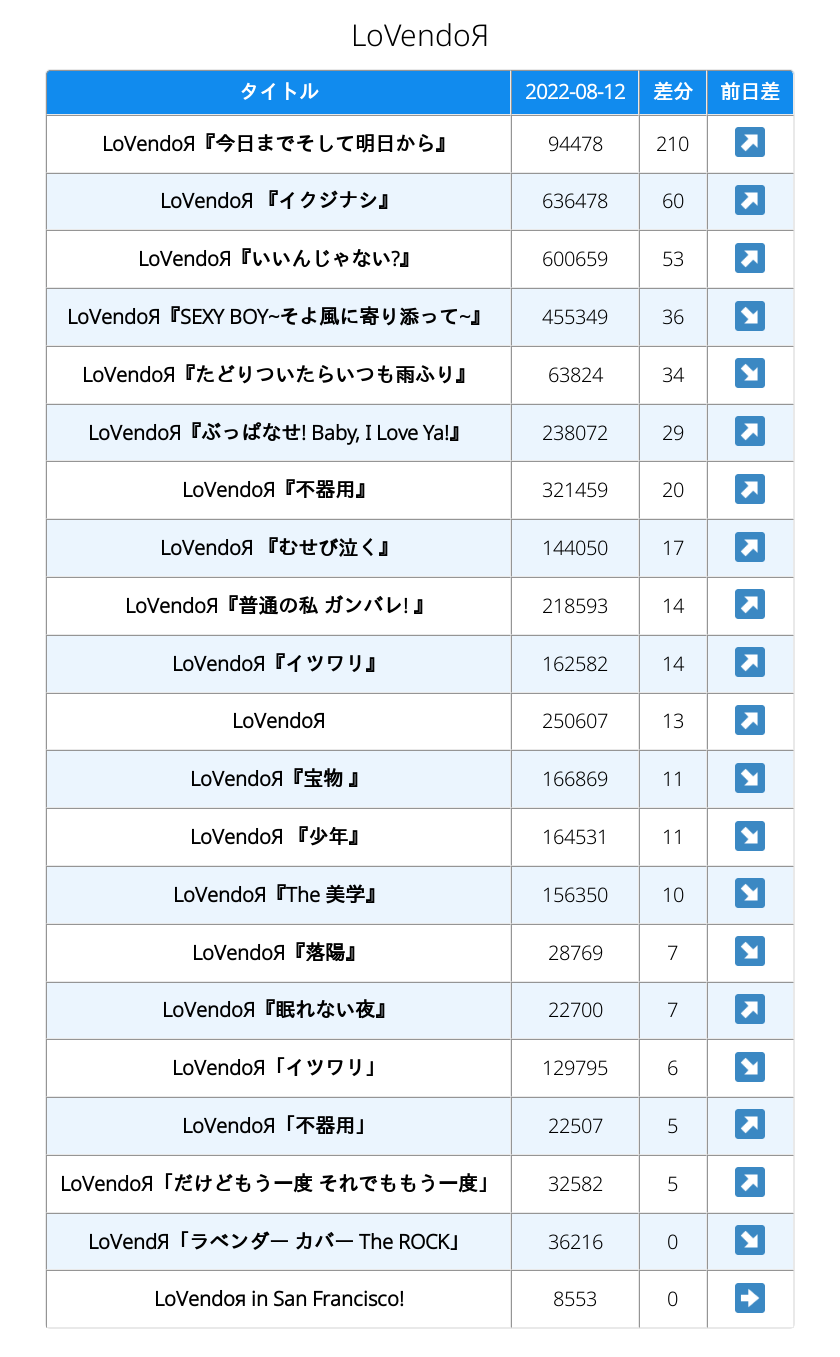 LoVendoЯ
タイトル 2022-08-12 差分 前日差
LoVendoЯ『今日までそして明日から』 94478 210
LoVendoЯ 『イクジナシ』 636478 60
LoVendoЯ『いいんじゃない?』 600659 53
LoVendoЯ『SEXY BOY~そよ風に寄り添って~』 455349 36
LoVendoЯ『たどりついたらいつも雨ふり』 63824 34
LoVendoЯ『ぶっぱなせ! Baby, I Love Ya!』 238072 29
LoVendoЯ『不器用』 321459 20
LoVendoЯ 『むせび泣く』 144050 17
LoVendoЯ『普通の私 ガンバレ! 』 218593 14
LoVendoЯ『イツワリ』 162582 14
LoVendoЯ 250607 13
LoVendoЯ『宝物 』 166869 11
LoVendoЯ 『少年』 164531 11
LoVendoЯ『The 美学』 156350 10
LoVendoЯ『落陽』 28769 7
LoVendoЯ『眠れない夜』 22700 7
LoVendoЯ「イツワリ」 129795 6
LoVendoЯ「不器用」 22507 5
LoVendoЯ「だけどもう一度 それでももう一度」 32582 5
LoVendЯ「ラベンダー カバー The ROCK」 36216 0
LoVendoя in San Francisco! 8553 0